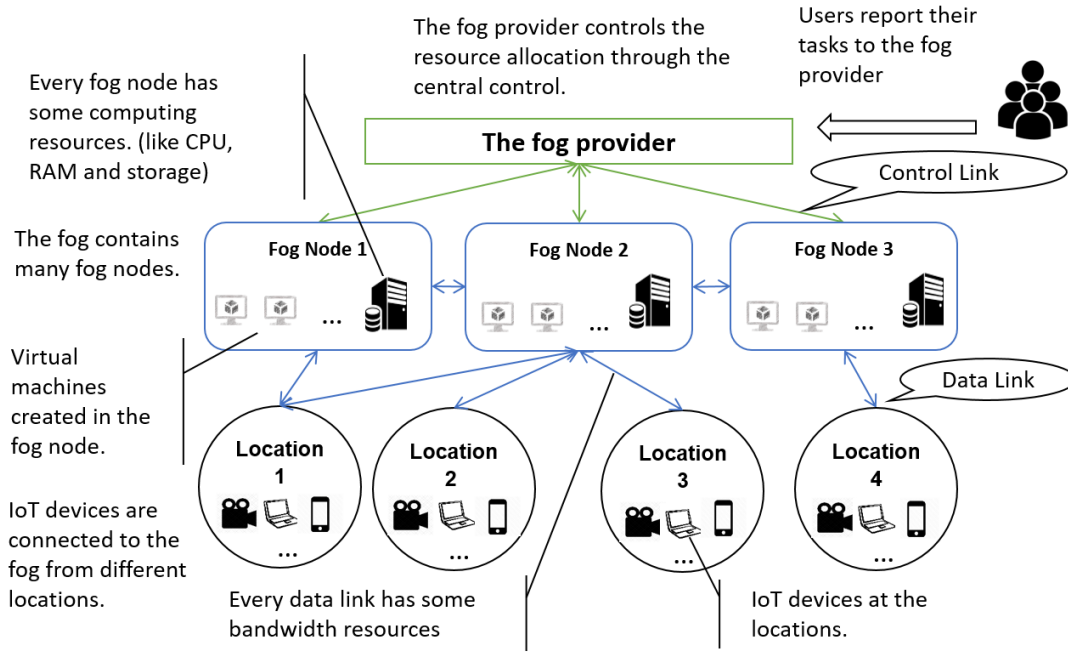 The fog provider controls the
resource allocation through the
central control.
Users report their
tasks to the fog
provider
Every fog node has
some computing
resources. (like CPU,
RAM and storage)
The fog provider
Control Link
The fog contains
many fog nodes.
Fog Node 1
...
Fog Node 2
...
Fog Node 3
...
Virtual
machines
created in the
fog node.
Data Link
Location
1
...
Location
2
...
Location
3
...
Location
4
...
IoT devices are
connected to the
fog from different
locations.
Every data link has some
bandwidth resources
IoT devices at the
locations.